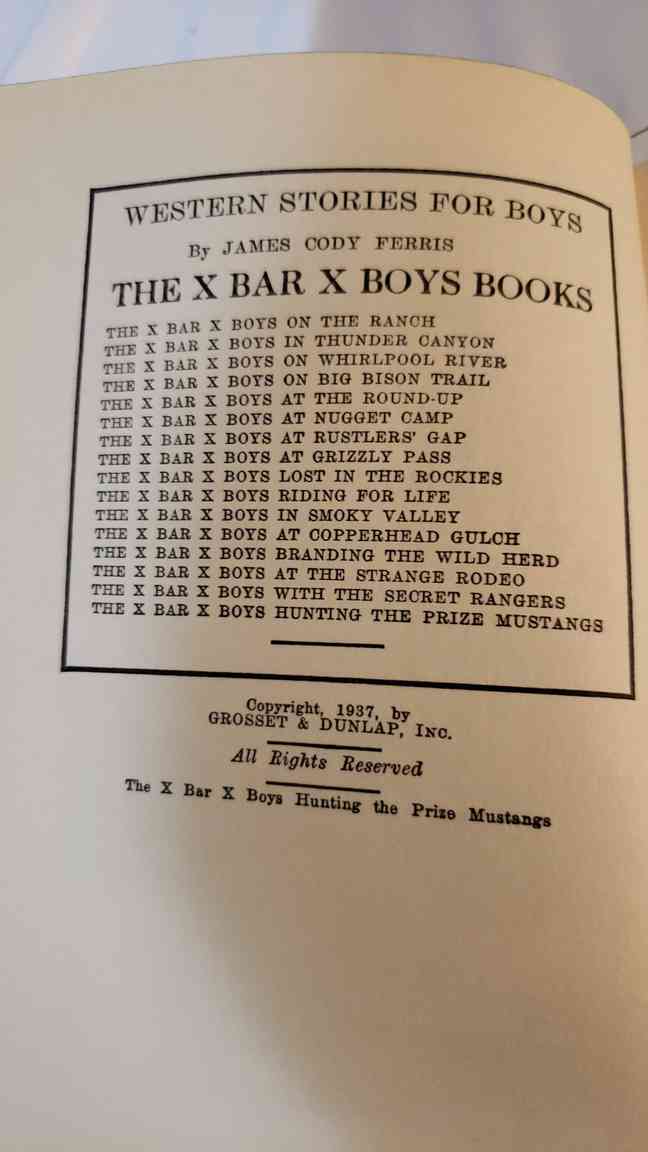 WESTERN STORIES FOR BOYS
By JAMES CODY FERRIS
THE X BAR X BOYS BOOKS
THE X BAR X BOYS ON THE RANCH
THE X BAR X BOYS IN THUNDER CANYON
THE X BAR X BOYS ON WHIRLPOOL RIVER
THE X BAR X BOYS ON BIG BISON TRAIL
THE X BAR X BOYS AT THE ROUND-UP
THE X BAR X BOYS AT NUGGET CAMP
THE X BAR X BOYS AT RUSTLERS' GAP
THE X BAR X BOYS AT GRIZZLY PASS
THE X BAR X BOYS LOST IN THE ROCKIES
THE X BAR X BOYS RIDING FOR LIFE
THE X BAR X BOYS IN SMOKY VALLEY
THE X BAR X BOYS AT COPPERHEAD GULCH
THE X BAR X BOYS BRANDING THE WILD HERD
THE X BAR X BOYS AT THE STRANGE RODEO
THE X BAR X BOYS WITH THE SECRET RANGERS
THE X BAR X BOYS HUNTING THE PRIZE MUSTANGS
Copyright, 1937, by
GROSSET & DUNLAP, INC.
All Rights Reserved
The X Bar X Boys Hunting the Prize Mustangs